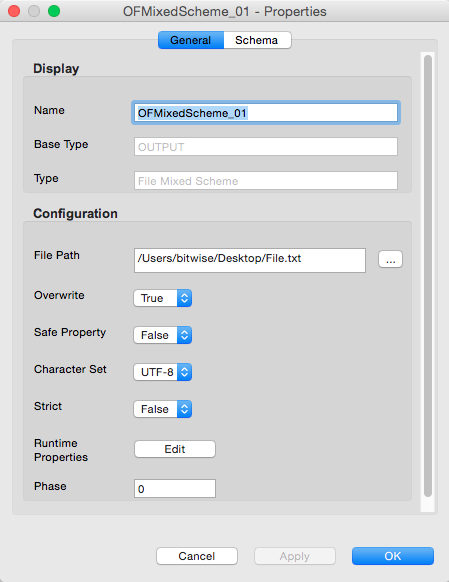 OFMixedScheme_01 - Properties
General Schema
Display
Name OFMixedScheme_01
Base Type OUTPUT
Type File Mixed Scheme
Configuration
File Path /Users/bitwise/Desktop/File.txt ...
Overwrite True
Safe Property False
Character Set UTF-8
Strict False
Runtime
Properties Edit
Phase 0
Cancel Apply OK